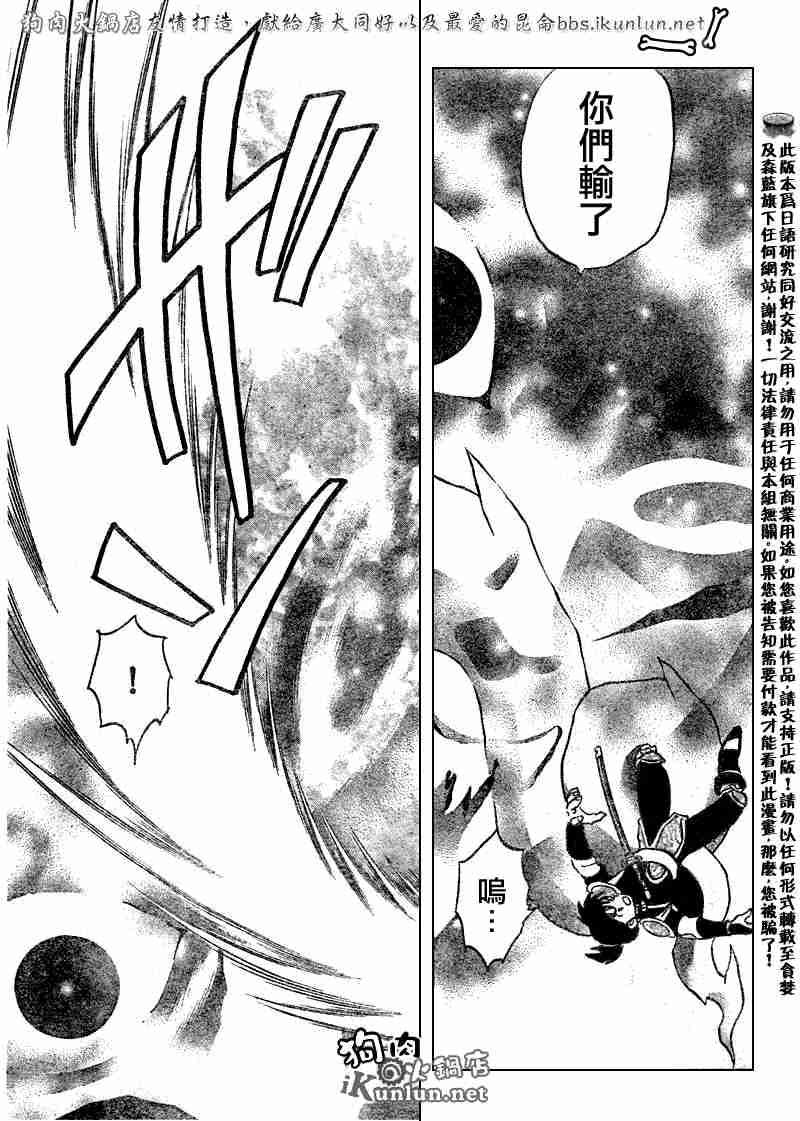 狗肉火鍋店友情打造，獻給廣大同好以及最愛的昆侖bbs.ikunlun.net
你們輸了
嗚…
！
此版本爲日語研究同好交流之用，請勿用于任何商業用途。如您喜歡此作品，請支持正版！請勿以任何形式轉載至貪婪
及森藍旗下任何網站，謝謝！一切法律責任與本組無關。如果您被告知需要付款才能看到此漫畫，那麼，您被騙了！
狗肉
火鍋店
iKunlun.net